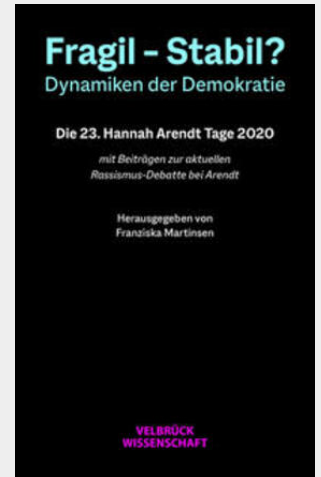 Fragil – Stabil?
Dynamiken der Demokratie
Die 23. Hannah Arendt Tage 2020
mit Beiträgen zur aktuellen
Rassismus-Debatte bei Arendt
Herausgegeben von
Franziska Martinsen
VELBRÜCK
WISSENSCHAFT